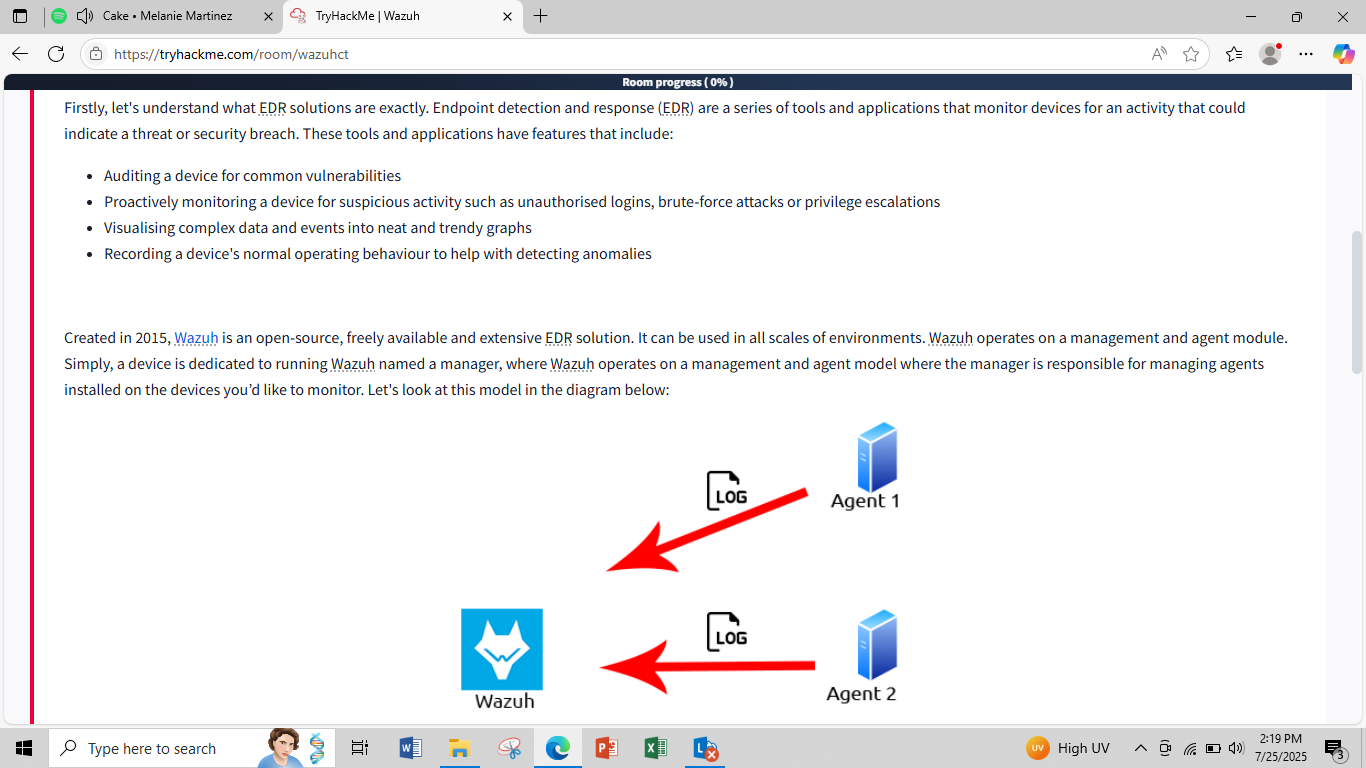 Cake • Melanie Martinez
TryHackMe | Wazuh
https://tryhackme.com/room/wazuhct
Room progress ( 0% )
Firstly, let's understand what EDR solutions are exactly. Endpoint detection and response (EDR) are a series of tools and applications that monitor devices for an activity that could
indicate a threat or security breach. These tools and applications have features that include:
• Auditing a device for common vulnerabilities
• Proactively monitoring a device for suspicious activity such as unauthorised logins, brute-force attacks or privilege escalations
• Visualising complex data and events into neat and trendy graphs
• Recording a device's normal operating behaviour to help with detecting anomalies
Created in 2015, Wazuh is an open-source, freely available and extensive EDR solution. It can be used in all scales of environments. Wazuh operates on a management and agent module.
Simply, a device is dedicated to running Wazuh named a manager, where Wazuh operates on a management and agent model where the manager is responsible for managing agents
installed on the devices you’d like to monitor. Let's look at this model in the diagram below:
LOG
Agent 1
LOG
Wazuh
Agent 2
Type here to search
UV
High UV
2:19 PM
7/25/2025
3